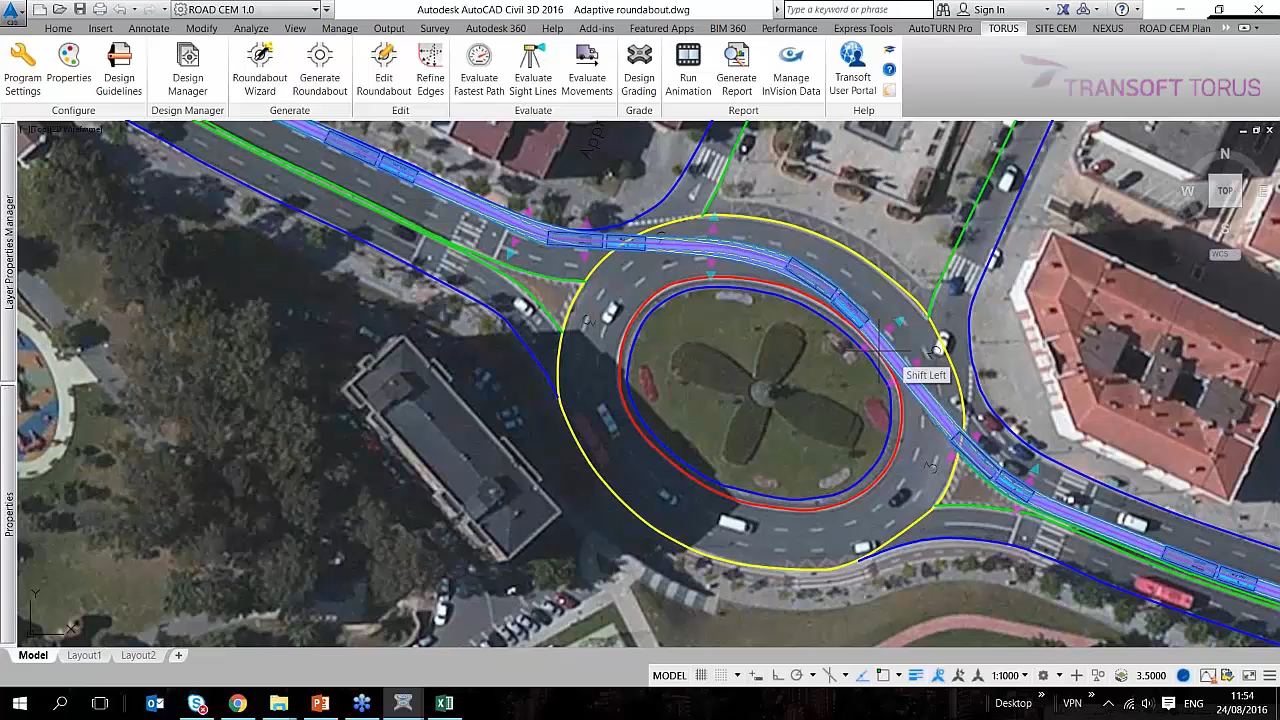 ROAD CEM 1.0
Autodesk AutoCAD Civil 3D 2016 Adaptive roundabout.dwg
Type a keyword or phrase
Sign In
Home Insert Annotate Modify Analyze View Manage Output Survey Autodesk 360 Help Add-ins Featured Apps BIM 360 Performance Express Tools AutoTURN Pro TORUS SITE CEM NEXUS ROAD CEM Plan
Program Settings
Properties
Design Guidelines
Design Manager
Roundabout Wizard
Generate Roundabout
Edit Roundabout
Refine Edges
Evaluate Fastest Path
Evaluate Sight Lines
Evaluate Movements
Design Grading
Run Animation
Generate Report
Manage InVision Data
Transoft User Portal
Configure Design Manager Generate Edit Evaluate Grade Report Help
TRANSOFT TORUS
N
W TOP E
S
WCS
Layer Properties Manager
Properties
Shift Left
Y
X
Model Layout1 Layout2 +
MODEL 1:1000 3.5000
Desktop VPN ENG
11:54
24/08/2016